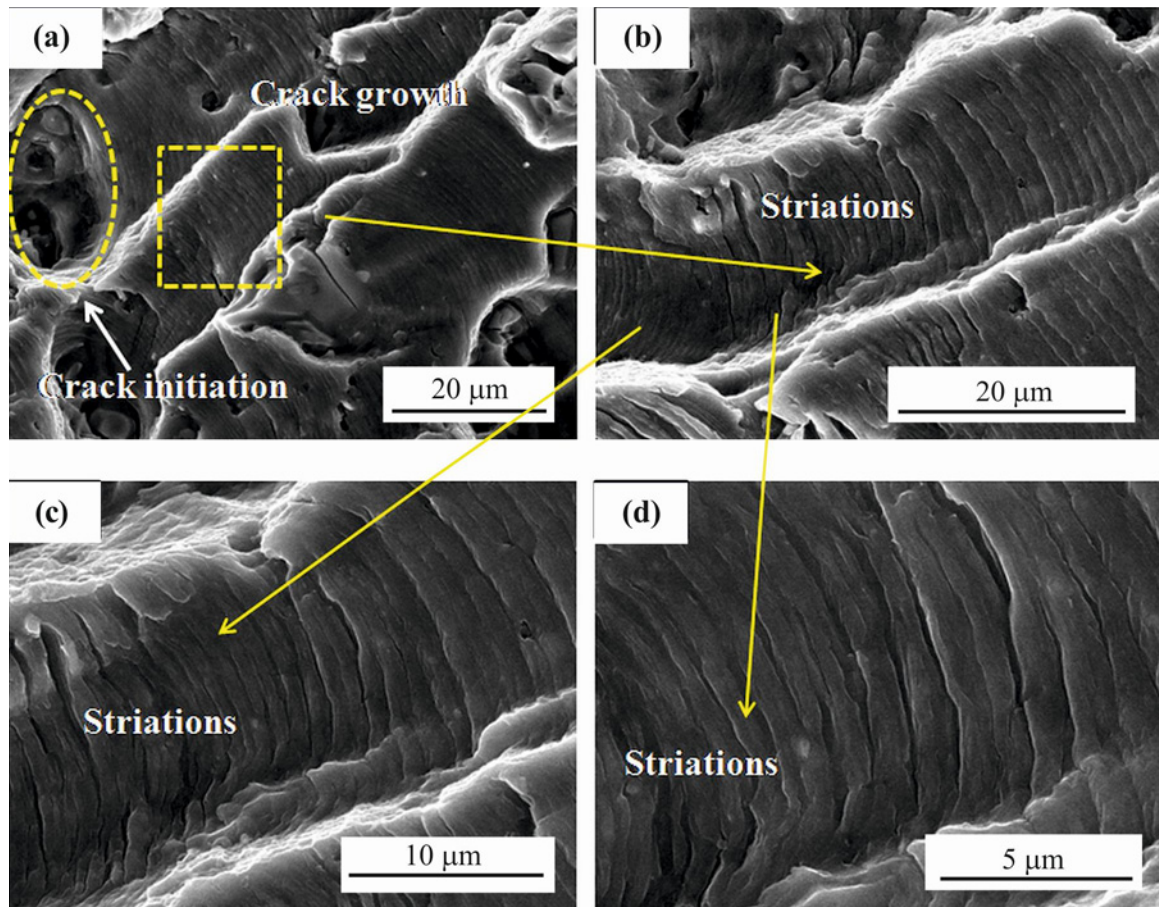 (a)
Crack growth
Crack initiation
20 μm
(b)
Striations
20 μm
(c)
Striations
10 μm
(d)
Striations
5 μm